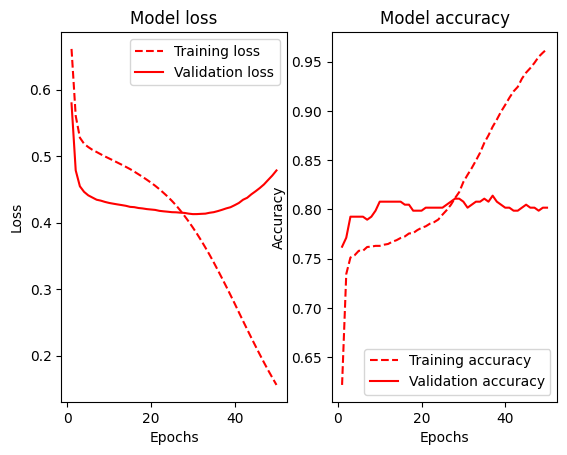 Model loss
Training loss
Validation loss
0.6
0.5
0.4
0.3
0.2
Loss
0
20
40
Epochs
Model accuracy
0.95
0.90
0.85
0.80
0.75
0.70
0.65
Accuracy
Training accuracy
Validation accuracy
0
20
40
Epochs